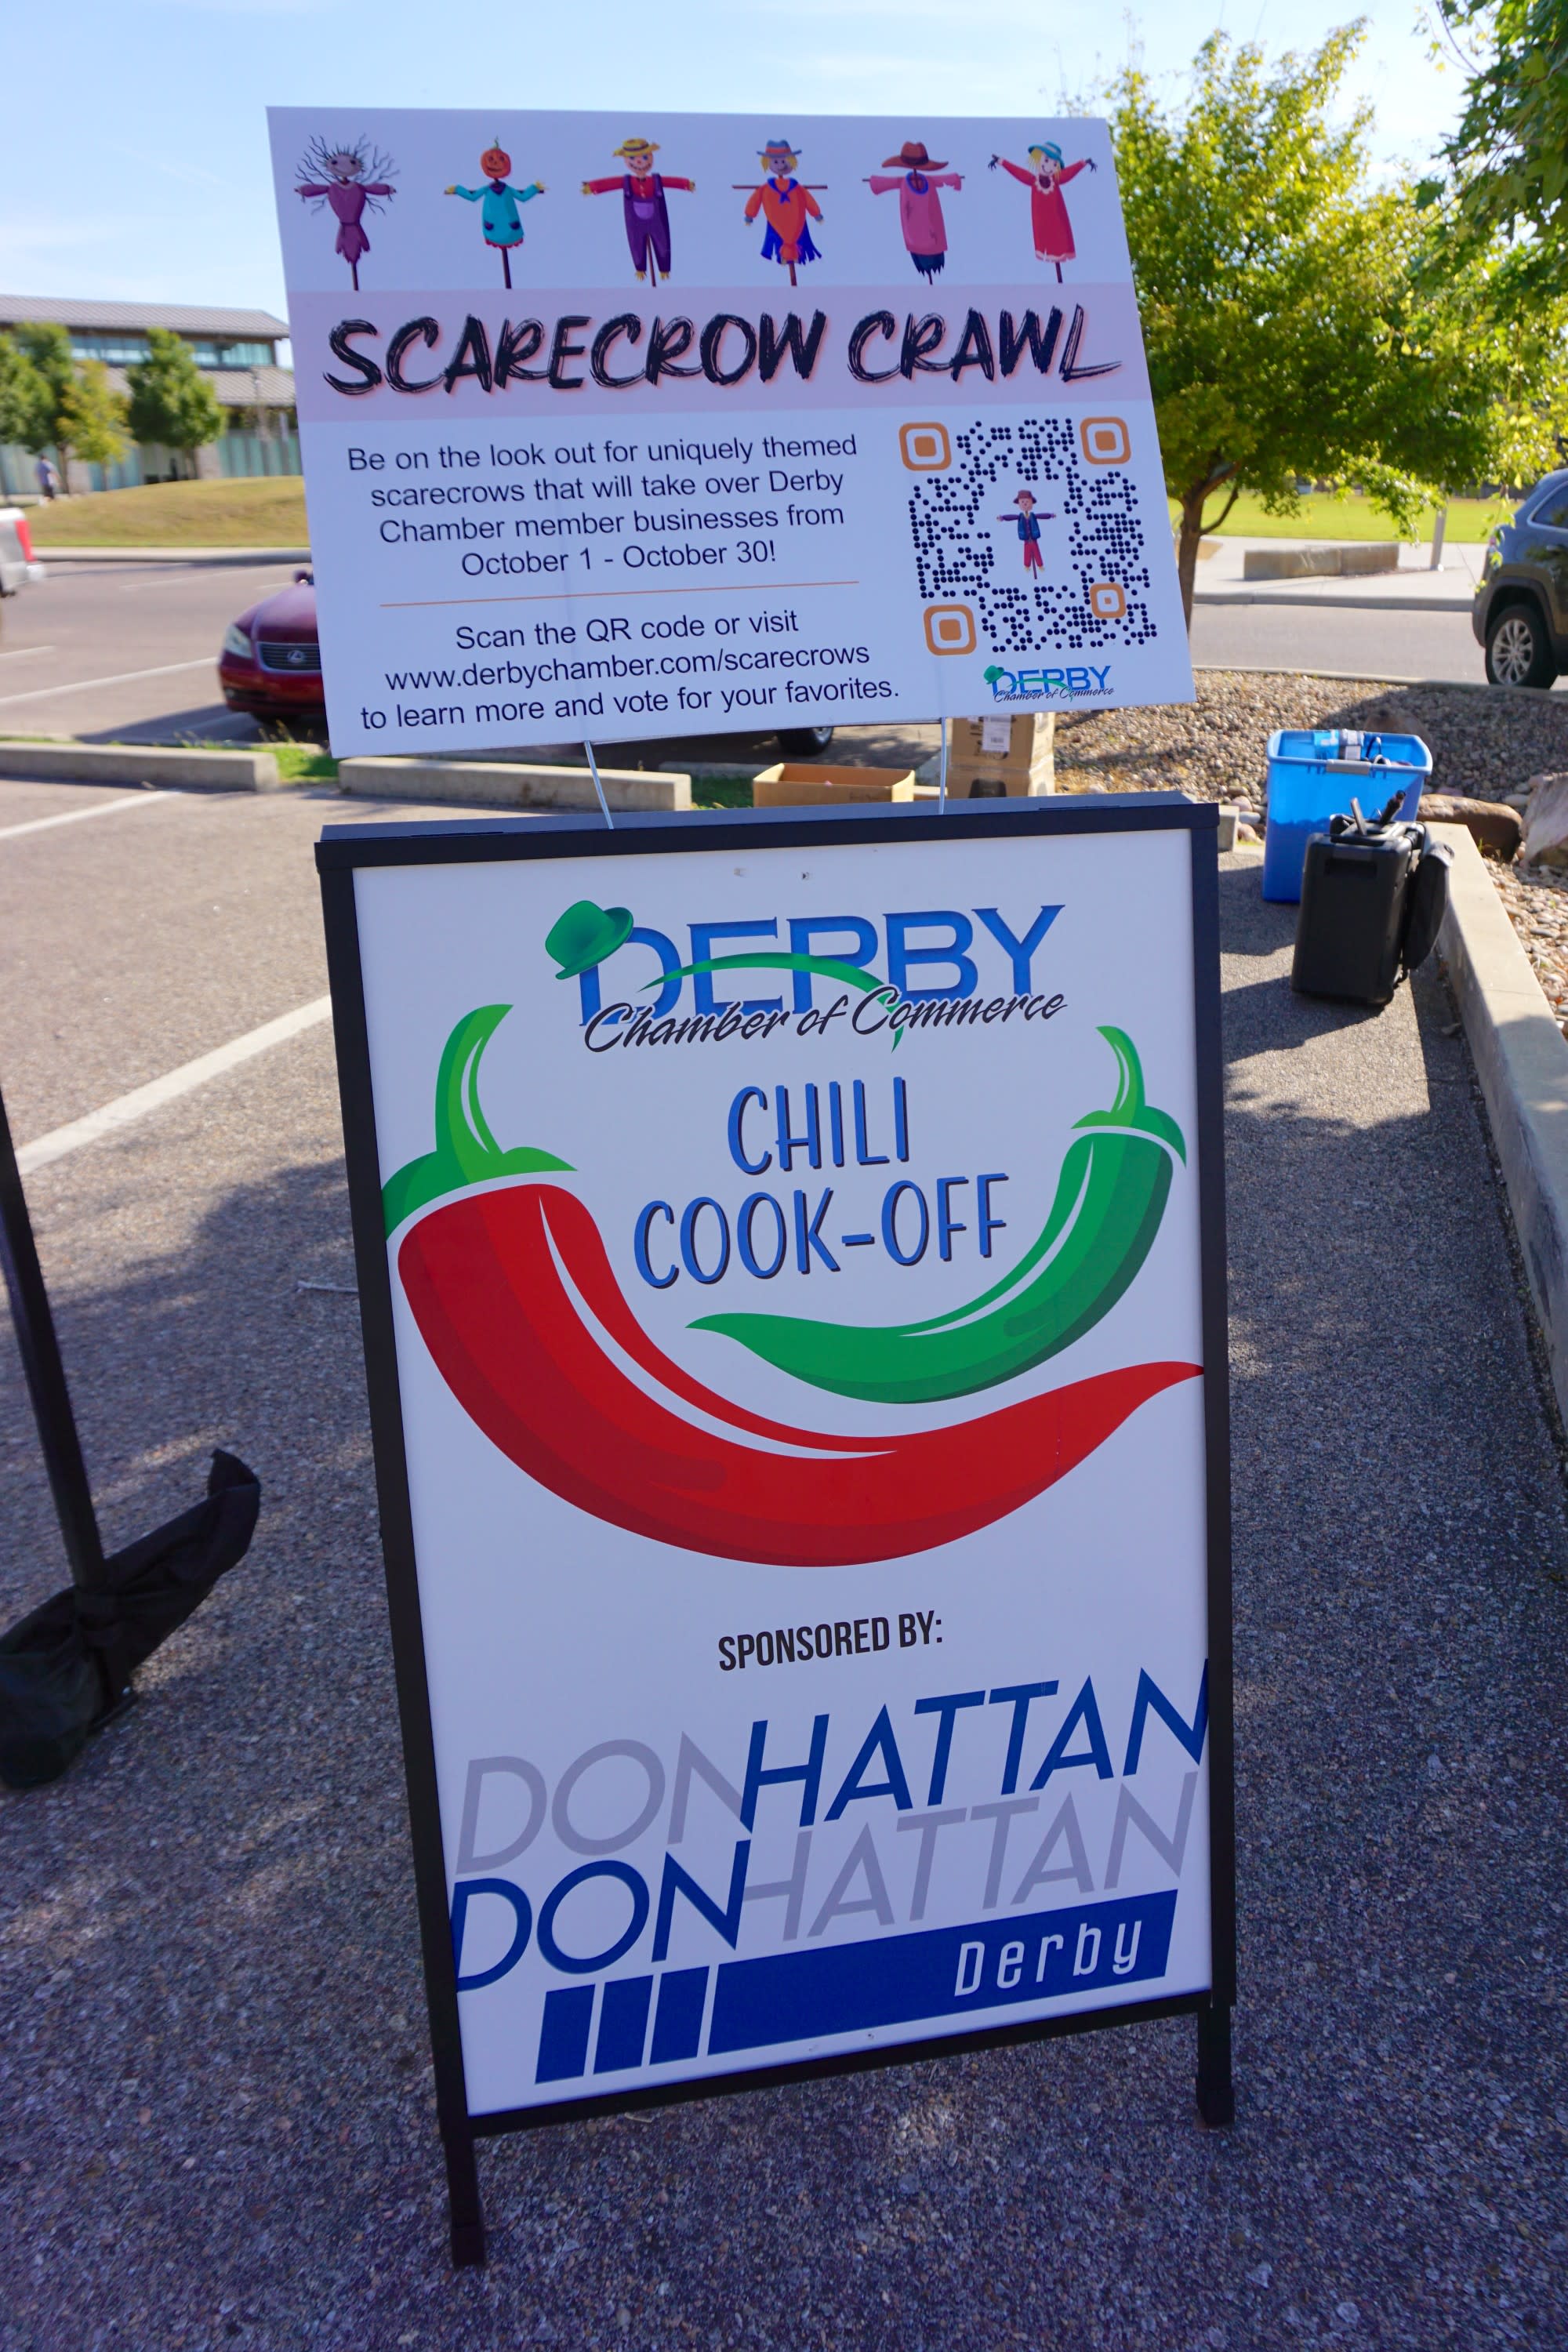 SCARECROW CRAWL
Be on the look out for uniquely themed
scarecrows that will take over Derby
Chamber member businesses from
October 1 - October 30!
Scan the QR code or visit
www.derbychamber.com/scarecrows
to learn more and vote for your favorites.
DERBY
Chamber of Commerce
DERBY
Chamber of Commerce
CHILI
COOK-OFF
SPONSORED BY:
DONHATTAN
DONHATTAN
Derby